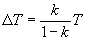 ΔT = k/(1−k) T